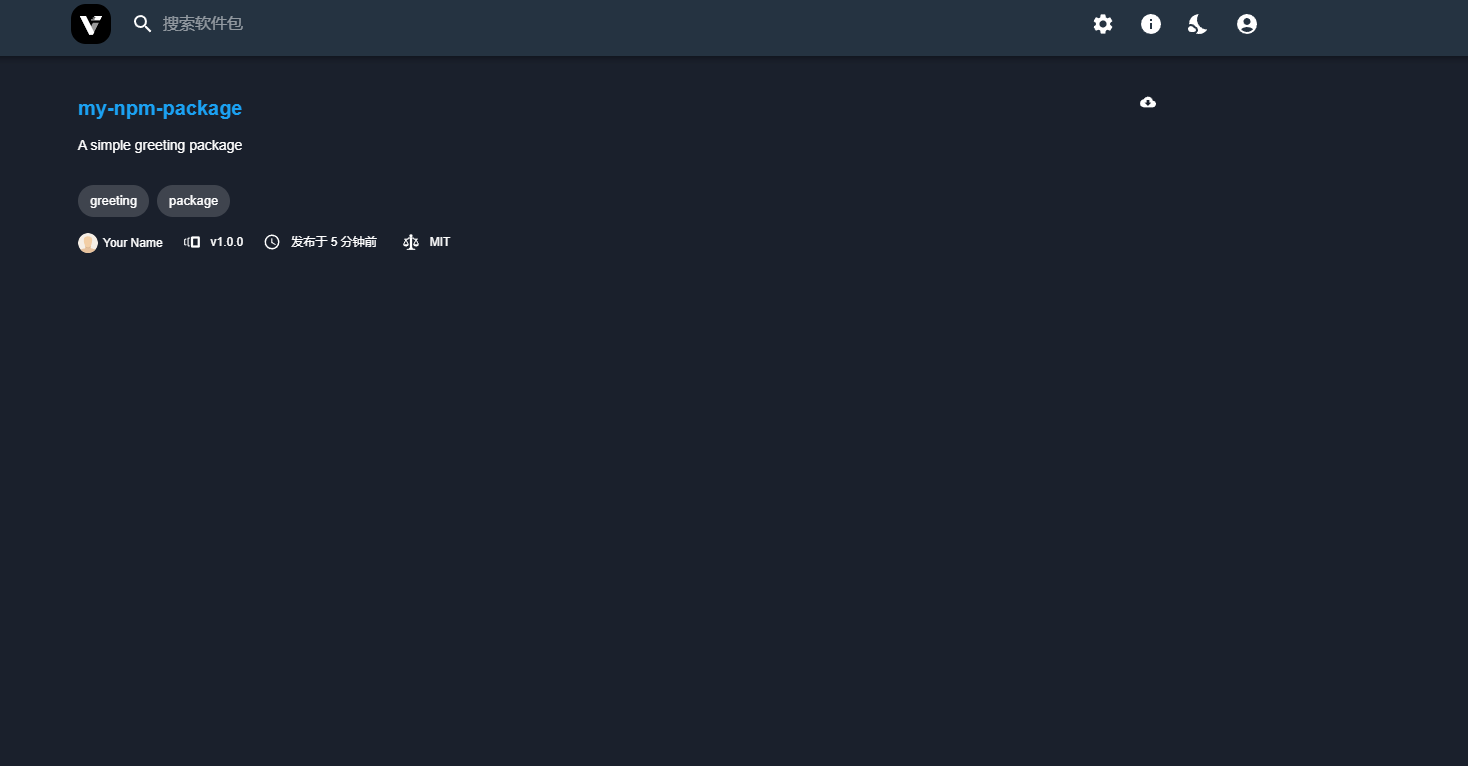 搜索软件包
my-npm-package
A simple greeting package
greeting package
Your Name v1.0.0 发布于 5 分钟前 MIT